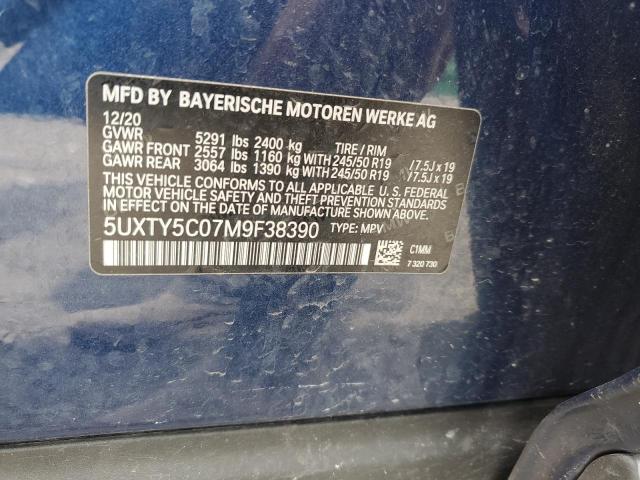 MFD BY BAYERISCHE MOTOREN WERKE AG
12/20
GVWR 5291 lbs 2400 kg TIRE / RIM
GAWR FRONT 2557 lbs 1160 kg WITH 245/50 R19 /7.5J x 19
GAWR REAR 3064 lbs 1390 kg WITH 245/50 R19 /7.5J x 19
THIS VEHICLE CONFORMS TO ALL APPLICABLE U. S. FEDERAL
MOTOR VEHICLE SAFETY AND THEFT PREVENTION STANDARDS
IN EFFECT ON THE DATE OF MANUFACTURE SHOWN ABOVE.
5UXTY5C07M9F38390 TYPE: MPV
C1MM
7 320 730